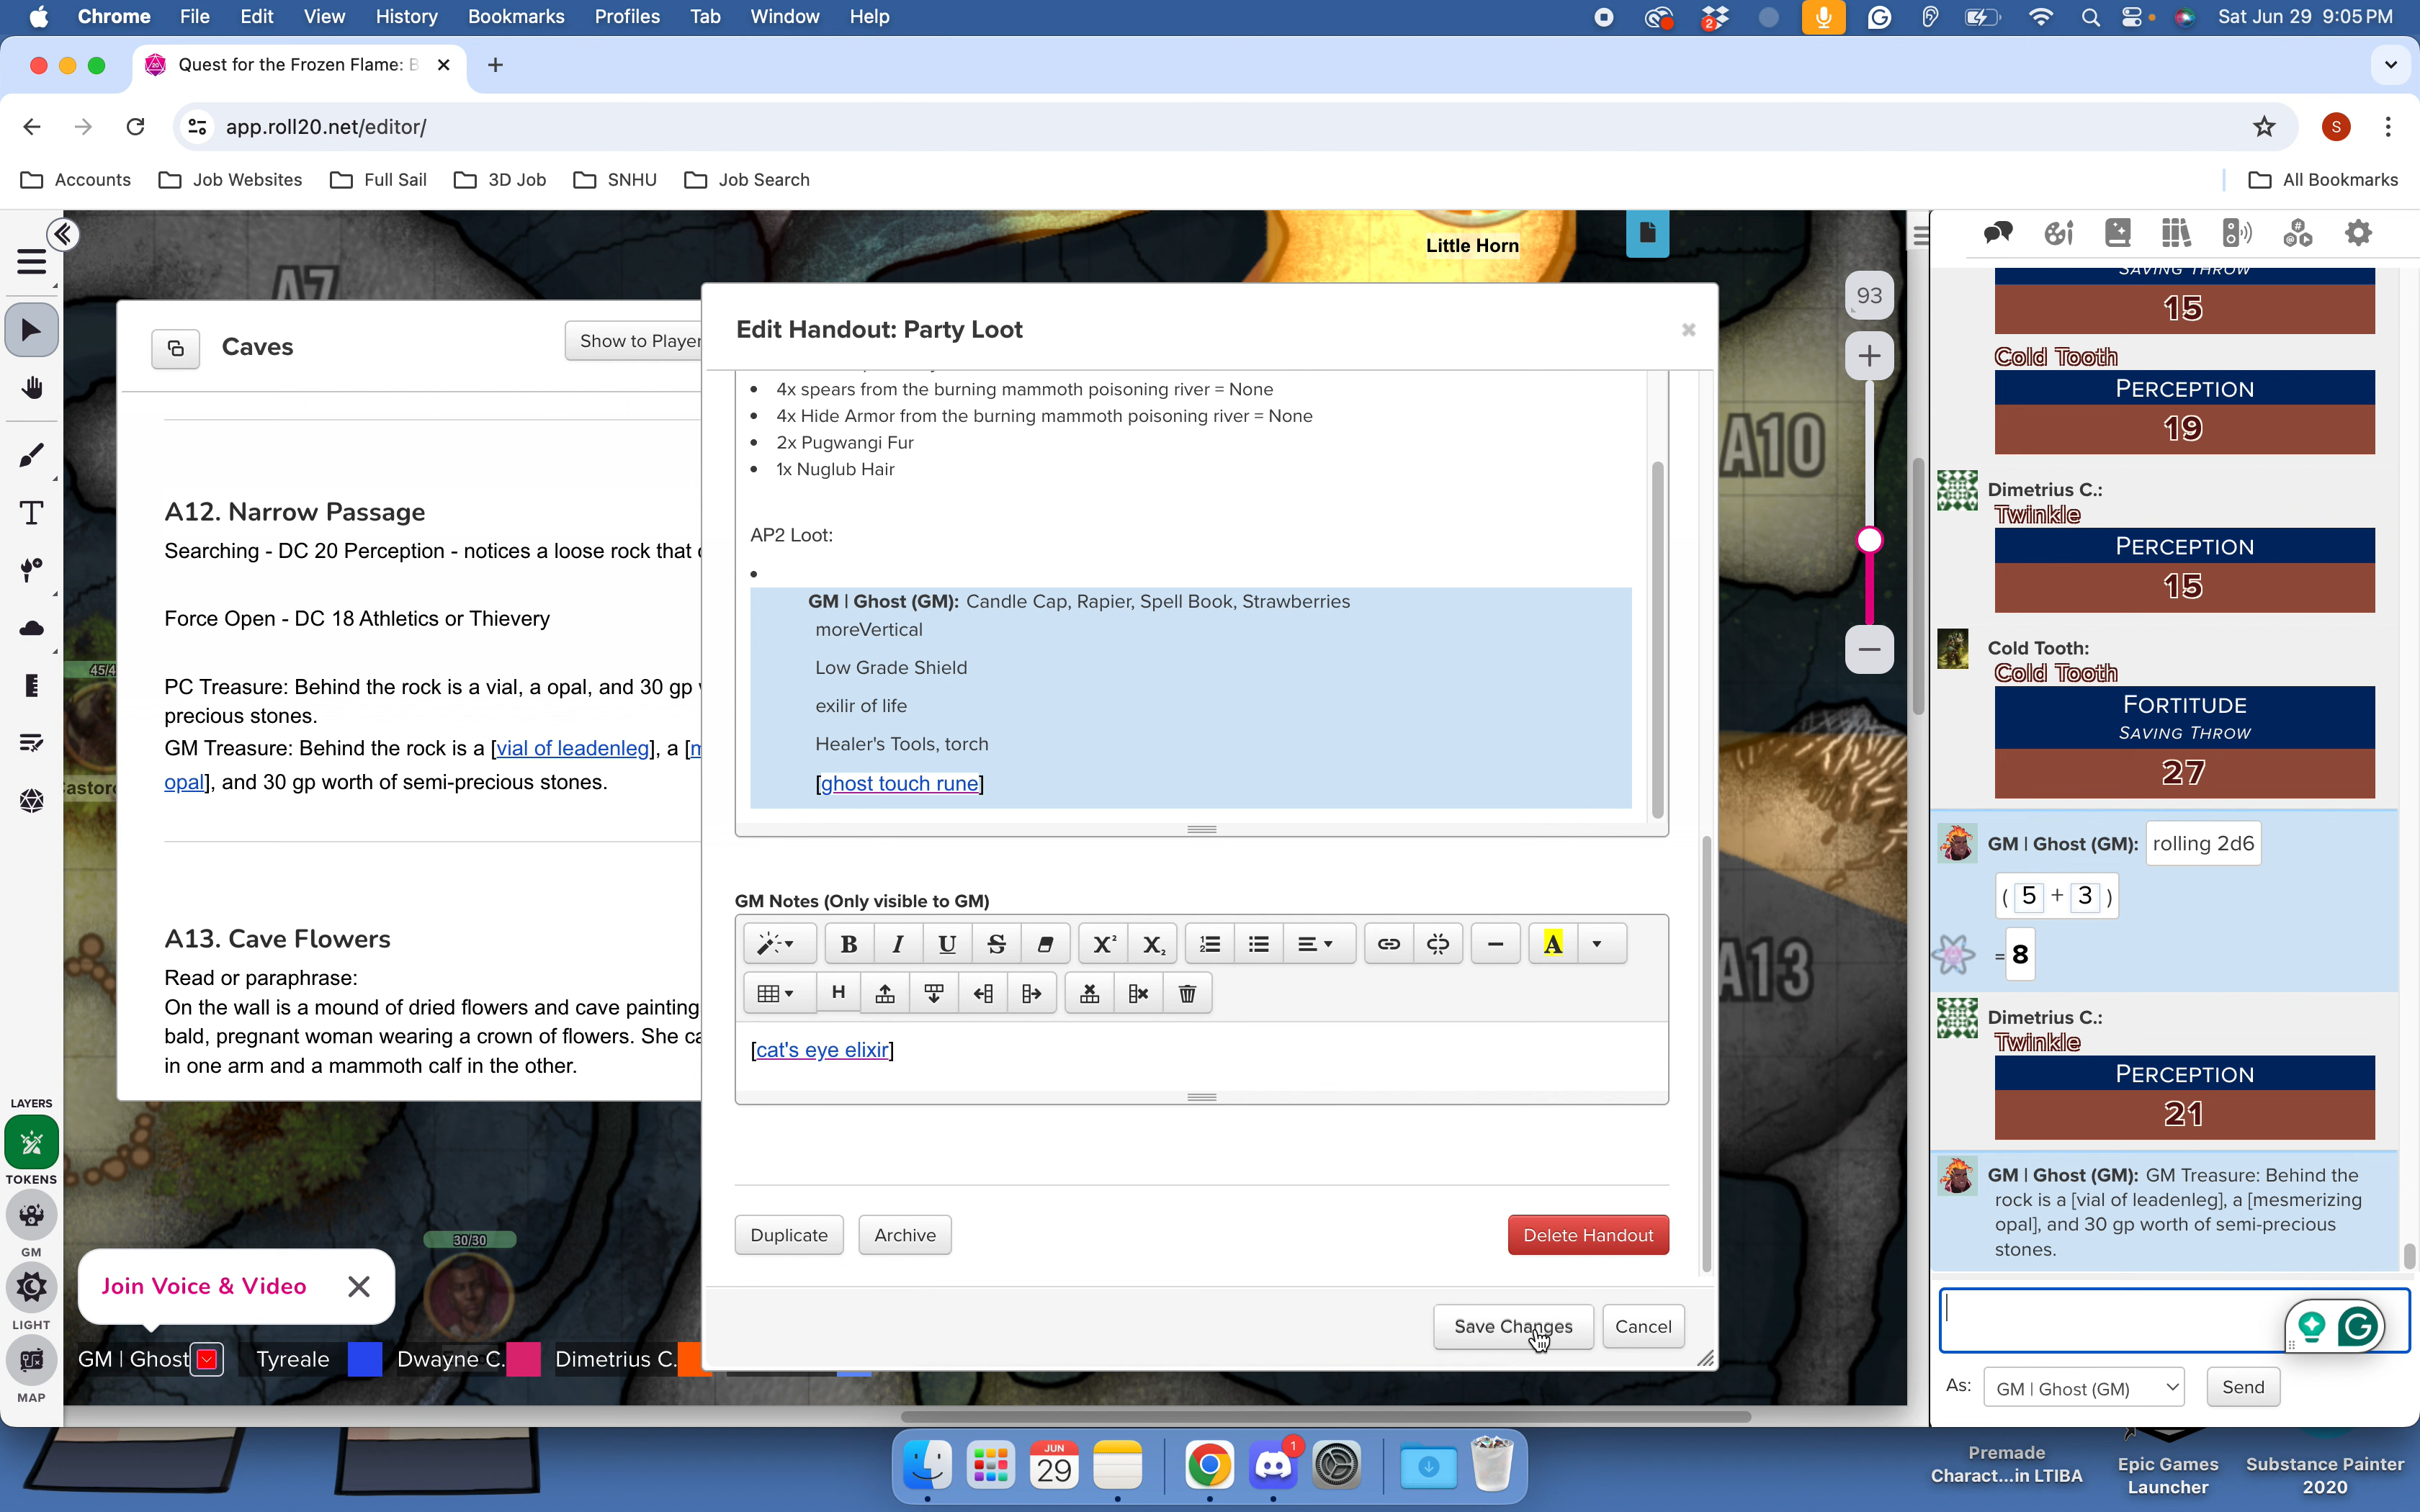 Chrome File Edit View History Bookmarks Profiles Tab Window Help
2
Sat Jun 29 9:05 PM
Quest for the Frozen Flame: B
app.roll20.net/editor/
S
Accounts Job Websites Full Sail 3D Job SNHU Job Search
All Bookmarks
A7
Little Horn
93
A10
A13
45/4
Castoro
30/30
Caves
Show to Player
A12. Narrow Passage
Searching - DC 20 Perception - notices a loose rock that
Force Open - DC 18 Athletics or Thievery
PC Treasure: Behind the rock is a vial, a opal, and 30 gp
precious stones.
GM Treasure: Behind the rock is a [vial of leadenleg], a [
opal], and 30 gp worth of semi-precious stones.
A13. Cave Flowers
Read or paraphrase:
On the wall is a mound of dried flowers and cave painting
bald, pregnant woman wearing a crown of flowers. She ca
in one arm and a mammoth calf in the other.
Edit Handout: Party Loot
4x spears from the burning mammoth poisoning river = None
4x Hide Armor from the burning mammoth poisoning river = None
2x Pugwangi Fur
1x Nuglub Hair
AP2 Loot:
GM | Ghost (GM): Candle Cap, Rapier, Spell Book, Strawberries
moreVertical
Low Grade Shield
exilir of life
Healer's Tools, torch
[ghost touch rune]
GM Notes (Only visible to GM)
B I U S X² X₂ A
H
[cat's eye elixir]
Duplicate Archive Delete Handout
Save Changes Cancel
LAYERS
TOKENS
GM
LIGHT
MAP
Join Voice & Video
GM | Ghost Tyreale Dwayne C. Dimetrius C.
SAVING THROW
15
Cold Tooth
PERCEPTION
19
Dimetrius C.:
Twinkle
PERCEPTION
15
Cold Tooth:
Cold Tooth
FORTITUDE
SAVING THROW
27
GM | Ghost (GM): rolling 2d6
( 5 + 3 )
= 8
Dimetrius C.:
Twinkle
PERCEPTION
21
GM | Ghost (GM): GM Treasure: Behind the
rock is a [vial of leadenleg], a [mesmerizing
opal], and 30 gp worth of semi-precious
stones.
As: GM | Ghost (GM) Send
JUN
29
1
Premade
Charact...in LTIBA
Epic Games
Launcher
Substance Painter
2020